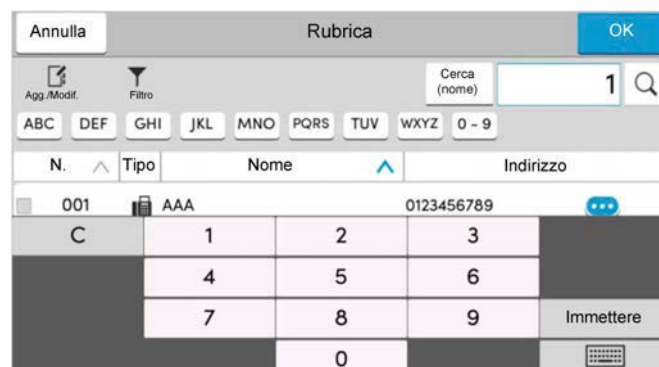 Annulla Rubrica OK
Agg./Modif. Filtro Cerca (nome) 1
ABC DEF GHI JKL MNO PQRS TUV WXYZ 0 - 9
N. Tipo Nome Indirizzo
001 AAA 0123456789
C 1 2 3
4 5 6
7 8 9 Immettere
0